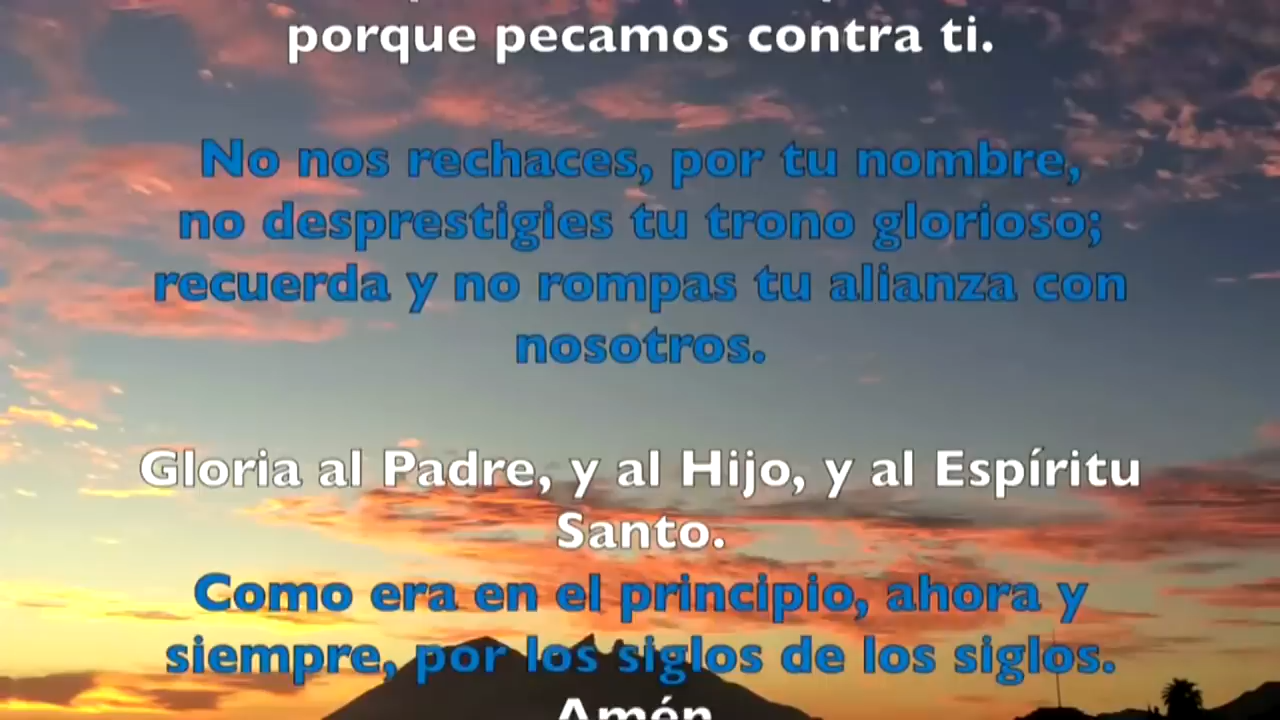 porque pecamos contra ti.
No nos rechaces, por tu nombre,
no desprestigies tu trono glorioso;
recuerda y no rompas tu alianza con
nosotros.
Gloria al Padre, y al Hijo, y al Espíritu
Santo.
Como era en el principio, ahora y
siempre, por los siglos de los siglos.
Amén